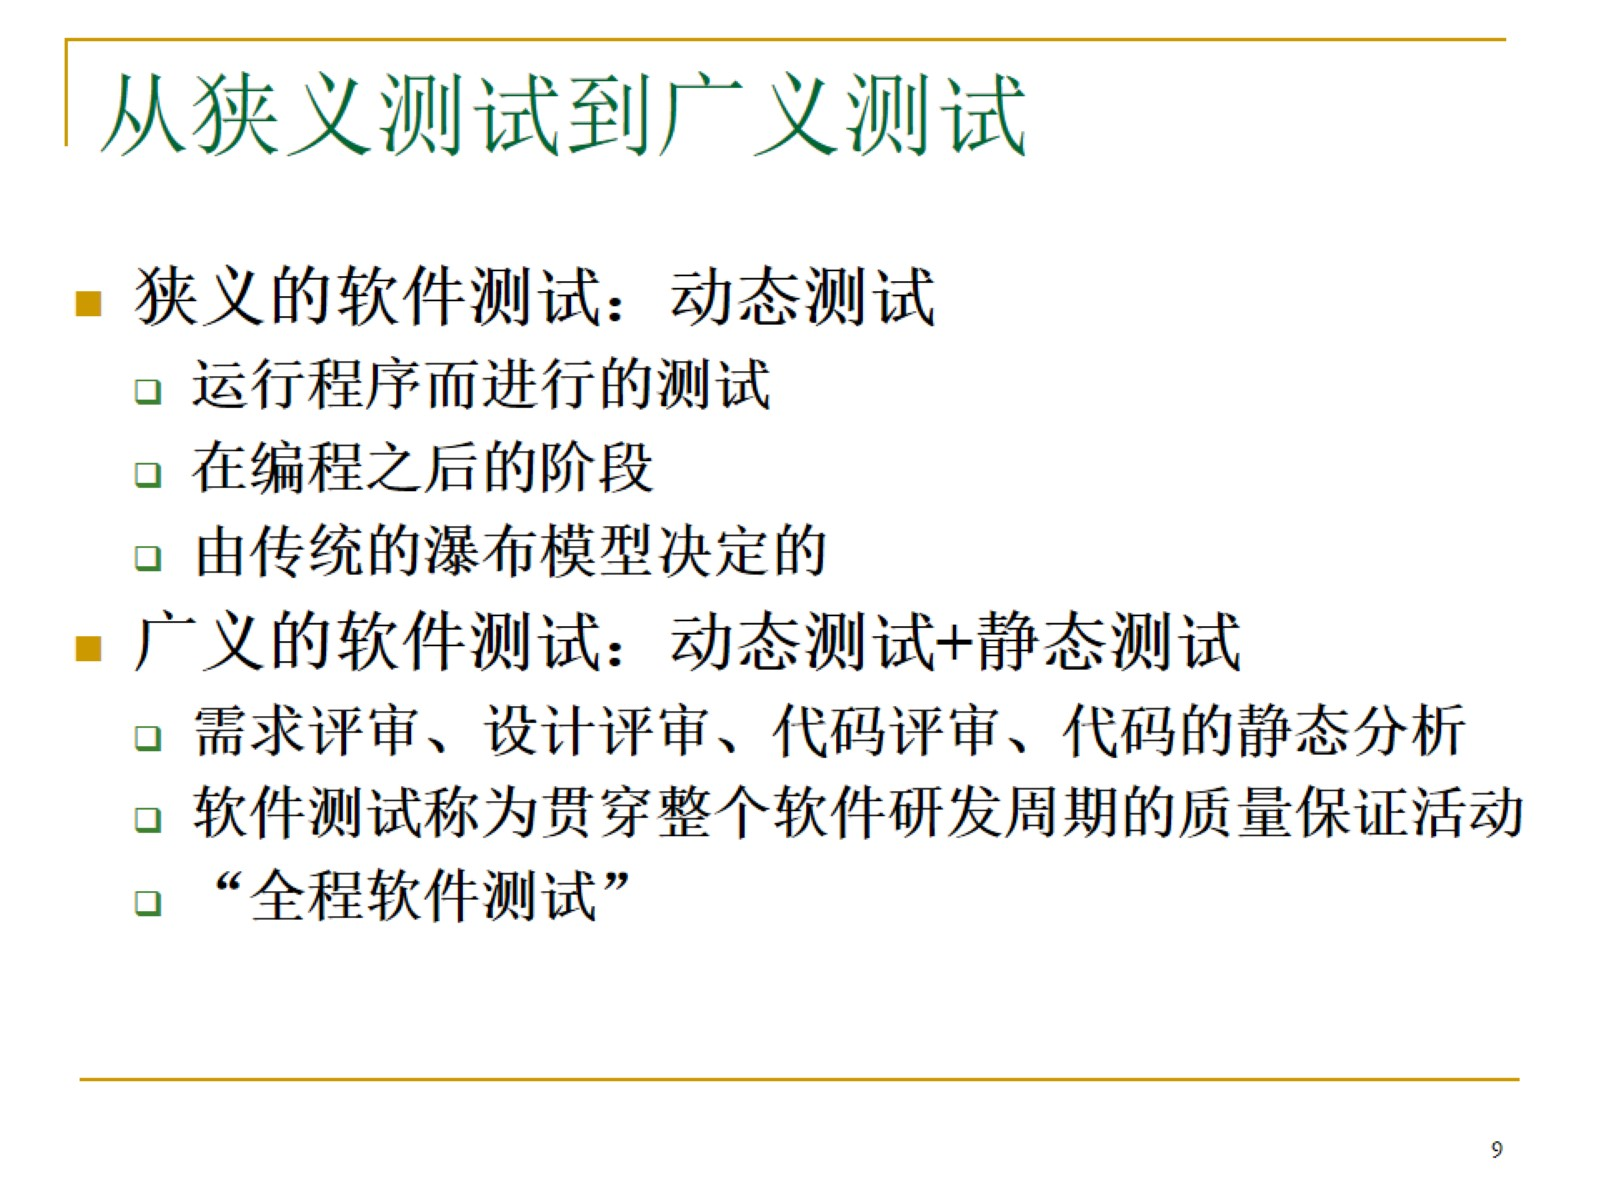 从狭义测试到广义测试
狭义的软件测试：动态测试
运行程序而进行的测试
在编程之后的阶段
由传统的瀑布模型决定的
广义的软件测试：动态测试+静态测试
需求评审、设计评审、代码评审、代码的静态分析
软件测试称为贯穿整个软件研发周期的质量保证活动
“全程软件测试”
9